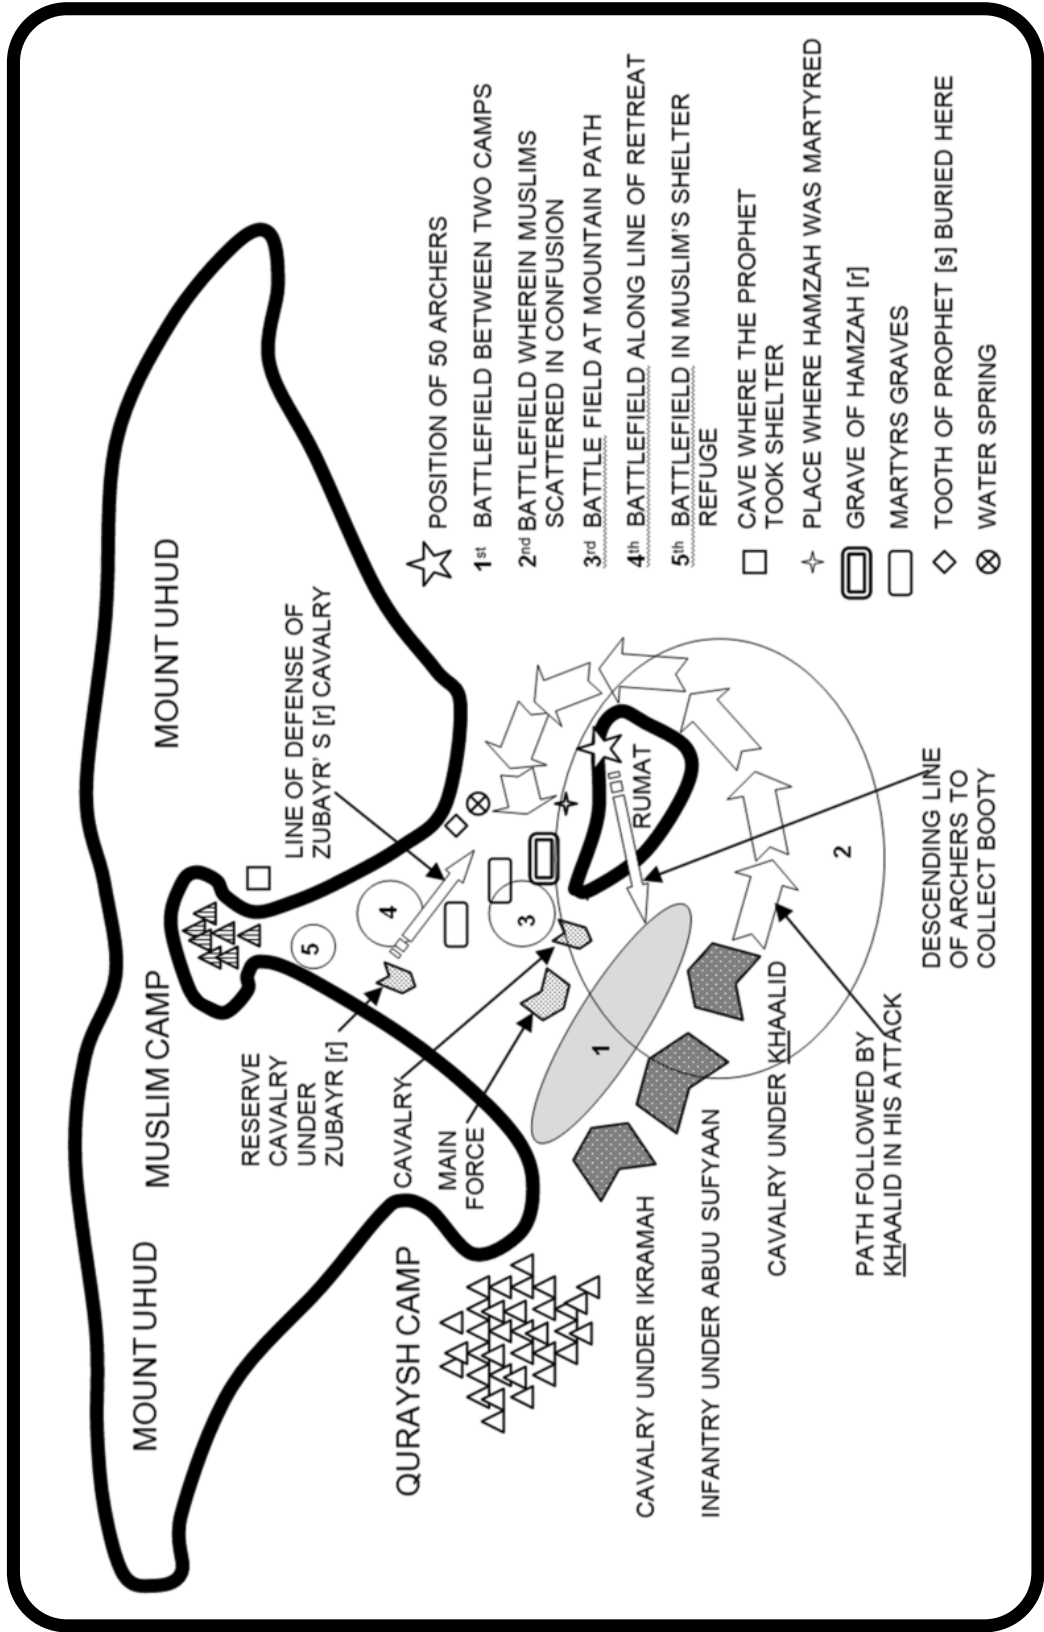 MOUNT UHUD
MUSLIM CAMP
MOUNT UHUD
RESERVE
CAVALRY
UNDER
ZUBAYR [r]
LINE OF DEFENSE OF
ZUBAYR' S [r] CAVALRY
5
4
3
CAVALRY
MAIN
FORCE
QURAYSH CAMP
1
RUMAT
2
CAVALRY UNDER IKRAMAH
INFANTRY UNDER ABUU SUFYAAN
CAVALRY UNDER KHAALID
PATH FOLLOWED BY
KHAALID IN HIS ATTACK
DESCENDING LINE
OF ARCHERS TO
COLLECT BOOTY
POSITION OF 50 ARCHERS
1st BATTLEFIELD BETWEEN TWO CAMPS
2nd BATTLEFIELD WHEREIN MUSLIMS
SCATTERED IN CONFUSION
3rd BATTLE FIELD AT MOUNTAIN PATH
4th BATTLEFIELD ALONG LINE OF RETREAT
5th BATTLEFIELD IN MUSLIM'S SHELTER
REFUGE
CAVE WHERE THE PROPHET
TOOK SHELTER
PLACE WHERE HAMZAH WAS MARTYRED
GRAVE OF HAMZAH [r]
MARTYRS GRAVES
TOOTH OF PROPHET [s] BURIED HERE
WATER SPRING